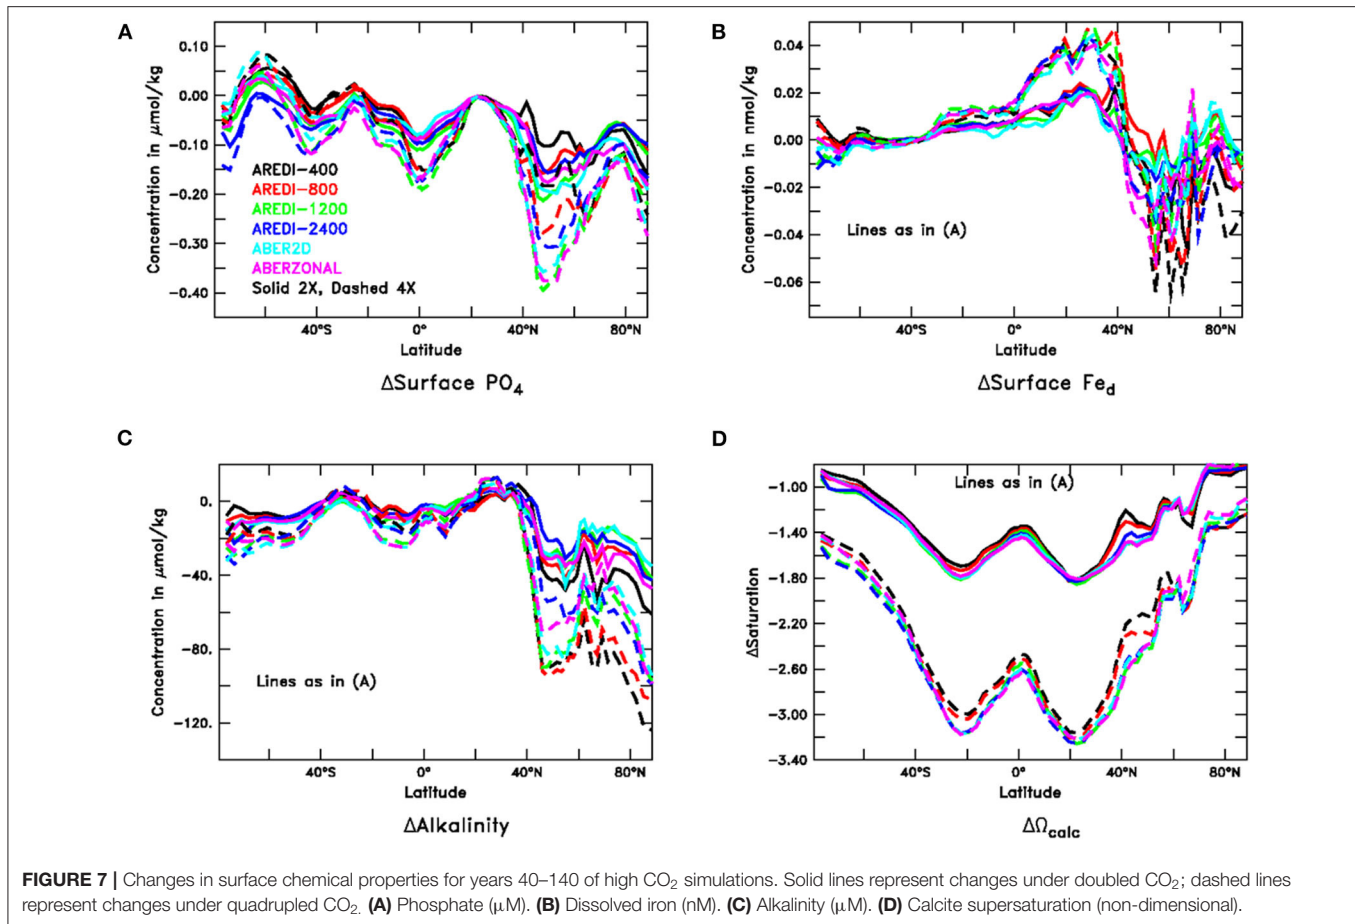 A
Concentration in μmol/kg
0.10
0.00
−0.10
−0.20
−0.30
−0.40
AREDI−400
AREDI−800
AREDI−1200
AREDI−2400
ABER2D
ABERZONAL
Solid 2X, Dashed 4X
40°S
0°
40°N
80°N
Latitude
ΔSurface PO₄
B
Concentration in nmol/kg
0.04
0.02
0.00
−0.02
−0.04
−0.06
Lines as in (A)
40°S
0°
40°N
80°N
Latitude
ΔSurface Fe_d
C
Concentration in μmol/kg
0.
−40.
−80.
−120.
Lines as in (A)
40°S
0°
40°N
80°N
Latitude
ΔAlkalinity
D
ΔSaturation
−1.00
−1.40
−1.80
−2.20
−2.60
−3.00
−3.40
Lines as in (A)
40°S
0°
40°N
80°N
Latitude
ΔΩcalc
FIGURE 7 | Changes in surface chemical properties for years 40–140 of high CO₂ simulations. Solid lines represent changes under doubled CO₂; dashed lines
represent changes under quadrupled CO₂. (A) Phosphate (μM). (B) Dissolved iron (nM). (C) Alkalinity (μM). (D) Calcite supersaturation (non-dimensional).